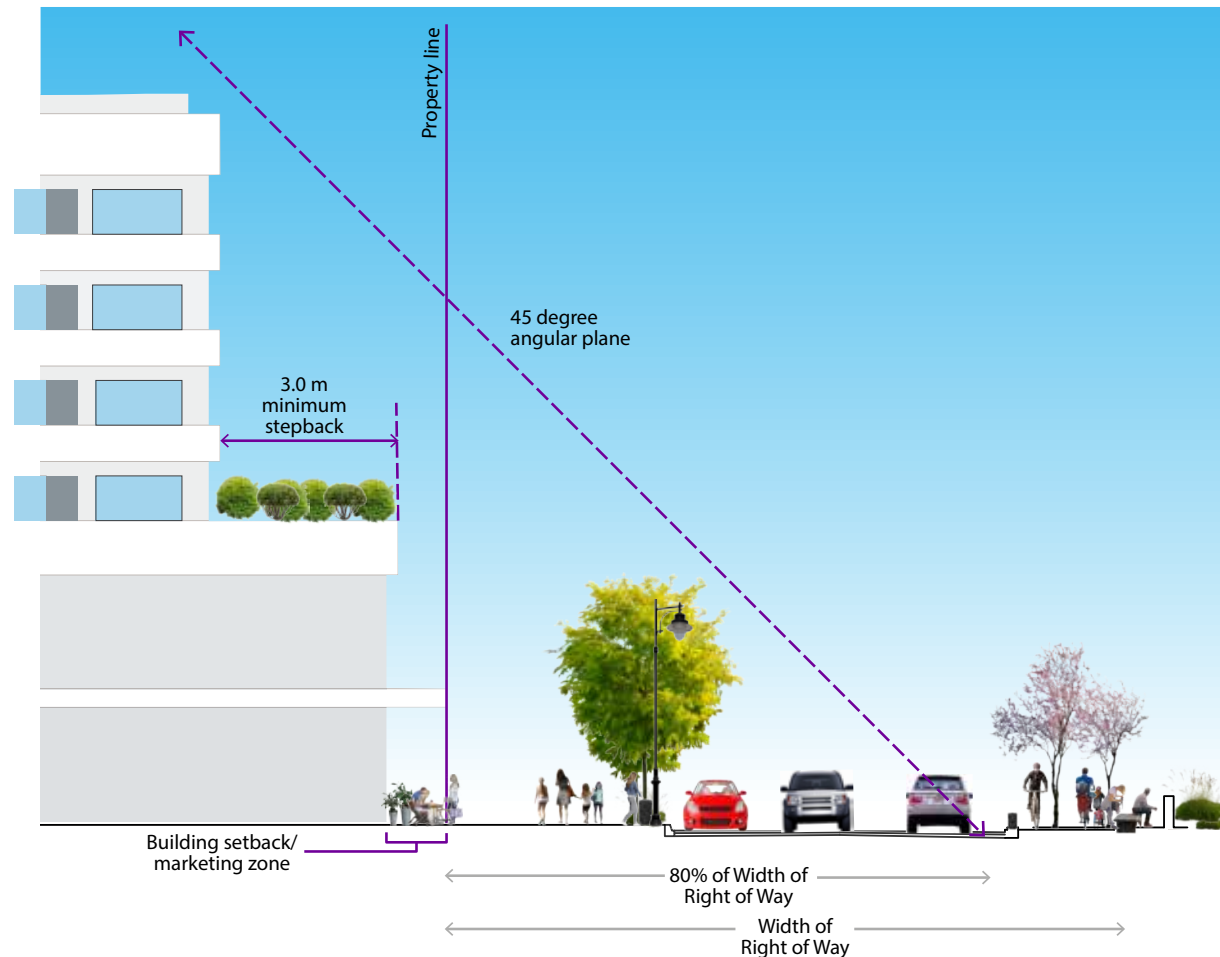 Property line
45 degree
angular plane
3.0 m
minimum
stepback
Building setback/
marketing zone
80% of Width of
Right of Way
Width of
Right of Way